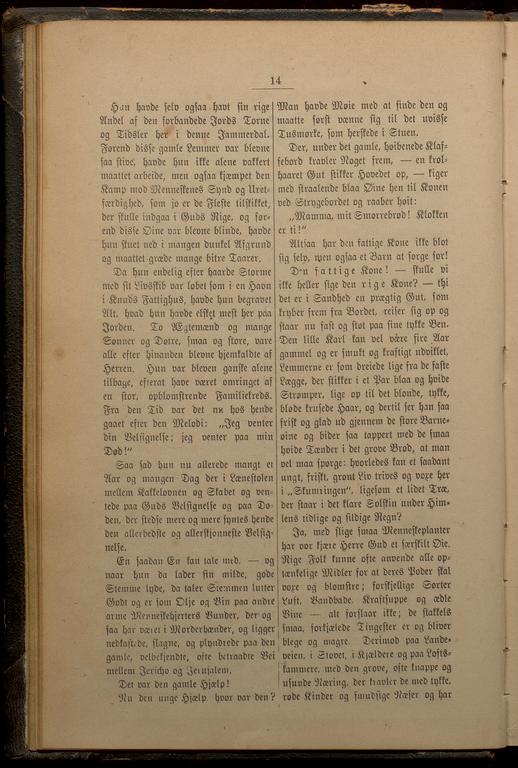 14
Hun havde selv ogsaa havt sin rige
Andel af den forbandede Jords Torne
og Tidsler her i denne Jammerdal.
Førend disse gamle Lemmer var blevne
saa stive, havde hun ikke alene vakkert
maattet arbeide, men ogsaa kjæmpet den
Kamp mod Menneskenes Synd og Uret-
færdighed, som jo er de Fleste tilstikket,
der skulle indgaa i Guds Rige, og før-
end disse Øine var blevne blinde, havde
hun stuet ned i mangen dunkel Afgrund
og maattet græde mange bitre Taarer.
Da hun endelig efter haarde Storme
med sit Livsskib var løbet som i en Havn
i Knuds Fattighus, havde hun begravet
Alt, hvad hun havde elsket mest her paa
Jorden. To Ægtemænd og mange
Sønner og Døtre, smaa og store, vare
alle efter hinanden blevne hjemkaldte af
Herren. Hun var bleven ganske alene
tilbage, efterat have været omringet af
en stor, opblomstrende Familiekreds.
Fra den Tid var det nu hos hende
gaaet efter den Melodi: „Jeg venter
din Velsignelse; jeg venter paa min
Død!"
Saa sad hun nu allerede mangt et
Aar og mangen Dag der i Lænestolen
mellem Kakkelovnen og Skabet og ven-
tede paa Guds Velsignelse og paa Dø-
den, der stedse mere og mere syntes hende
den allerbedste og allerskjønneste Velsig-
nelse.
En saadan En kan tale med, — og
naar hun da lader sin milde, gode
Stemme lyde, da taler Stemmen lutter
Godt og er som Olje og Vin paa andre
arme Menneskehjerters Vunder, der og-
saa har været i Morderhænder, og ligger
nedkastede, slagne, og plyndrede paa den
gamle, velbekjendte, ofte betraadte Vei
mellem Jericho og Jerusalem.
Det var den gamle Hjælp!
Nu den unge Hjælp, hvor var den?
Man havde Møie med at finde den og
maatte først vænne sig til det uvisse
Tusmørke, som herskede i Stuen.
Der, under det gamle, høibenede Klaf-
febord kravler Noget frem, — en krøl-
haaret Gut stikker Hovedet op, — kiger
med straalende blaa Øine hen til Konen
ved Strygebordet og raaber høit:
„Mamma, mit Smørrebrød! Klokken
er ti!"
Altsaa har den fattige Kone ikke blot
sig selv, men ogsaa et Barn at sørge for!
Den fattige Kone! — skulle vi
ikke heller sige den rige Kone? — thi
det er i Sandhed en prægtig Gut, som
kryber frem fra Bordet, reiser sig op og
staar nu fast og støt paa sine tykke Ben.
Den lille Karl kan vel være fire Aar
gammel og er smukt og kraftigt udviklet.
Lemmerne er som dreiede lige fra de faste
Lægge, der stikker i et Par blaa og hvide
Strømper, lige op til det blonde, tykke,
bløde krusede Haar, og dertil ser han saa
frisk og glad ud gjennem de store Barne-
øine og bider saa tappert med de smaa
hvide Tænder i det grove Brød, at man
vel maa spørge: hvorledes kan et saadant
ungt, friskt, grønt Liv trives og voxe her
i „Skumringen", ligesom et lidet Træ,
der staar i det klare Solskin under Him-
lens tidlige og sildige Regn?
Ja, med slige smaa Menneskeplanter
har vor kjære Herre Gud et særskilt Øie.
Rige Folk kunne ofte anvende alle op-
tænkelige Midler for at deres Poder skal
voxe og blomstre; forskjellige Sorter
Luft, Vandbade, Kraftsuppe og ædle
Vine — alt forslaar ikke; de stakkels
smaa, forkjælede Tingester er og bliver
blege og magre. Derimod paa Lande-
veien, i Støvet, i Kjældere og paa Lofts-
kammere, med den grove, ofte knappe og
usunde Næring, der kravler de med tykke,
røde Kinder og smudsige Næser og har